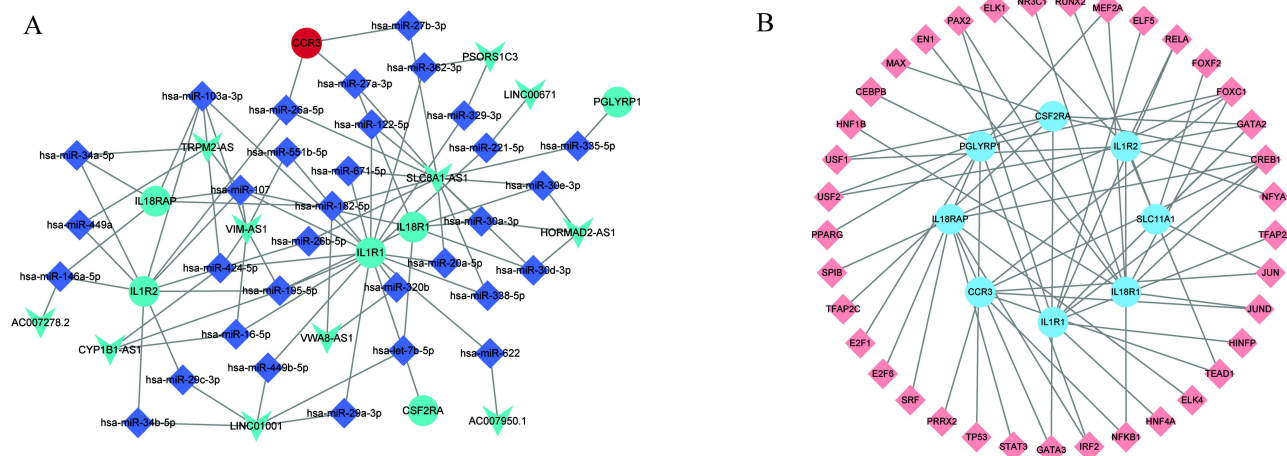 A
B
hsa-miR-27b-3p
CCR3
hsa-miR-362-3p
PSORS1C3
hsa-miR-27a-3p
LINC00671
hsa-miR-103a-3p
hsa-miR-26a-5p
hsa-miR-329-3p
PGLYRP1
hsa-miR-122-5p
hsa-miR-221-5p
hsa-miR-335-5p
hsa-miR-34a-5p
TRPM2-AS
hsa-miR-551b-5p
hsa-miR-671-5p
SLC8A1-AS1
hsa-miR-107
hsa-miR-30e-3p
IL18RAP
hsa-miR-182-5p
hsa-miR-449a
VIM-AS1
IL18R1
hsa-miR-30a-3p
HORMAD2-AS1
hsa-miR-26b-5p
IL1R1
hsa-miR-146a-5p
hsa-miR-424-5p
hsa-miR-20a-5p
hsa-miR-30d-3p
IL1R2
hsa-miR-195-5p
hsa-miR-320b
hsa-miR-338-5p
AC007278.2
CYP1B1-AS1
hsa-miR-16-5p
VWA8-AS1
hsa-let-7b-5p
hsa-miR-622
hsa-miR-449b-5p
hsa-miR-29c-3p
hsa-miR-34b-5p
LINC01001
hsa-miR-29a-3p
CSF2RA
AC007950.1
NR3C1
RUNX2
ELK1
MEF2A
PAX2
ELF5
EN1
RELA
MAX
FOXF2
CEBPB
FOXC1
HNF1B
GATA2
USF1
CREB1
USF2
NFYA
PPARG
TFAP2
SPIB
JUN
TFAP2C
JUND
E2F1
HINFP
E2F6
TEAD1
SRF
ELK4
PRRX2
HNF4A
TP53
NFKB1
STAT3
IRF2
GATA3
CSF2RA
PGLYRP1
IL1R2
IL18RAP
SLC11A1
CCR3
IL18R1
IL1R1